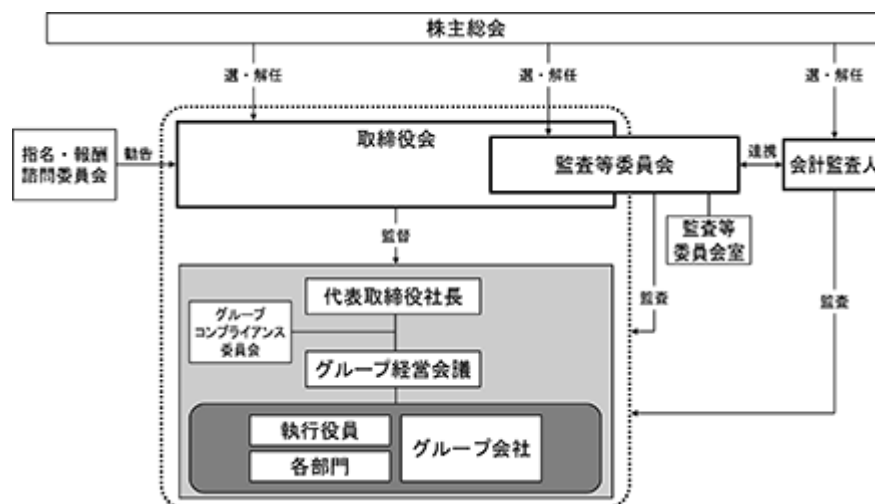 株主総会
選・解任
選・解任
選・解任
取締役会
指名・報酬
諮問委員会
勧告
監査等委員会
連携
会計監査人
監査等
委員会室
監督
代表取締役社長
監査
監査
グループ
コンプライアンス
委員会
グループ経営会議
執行役員
各部門
グループ会社